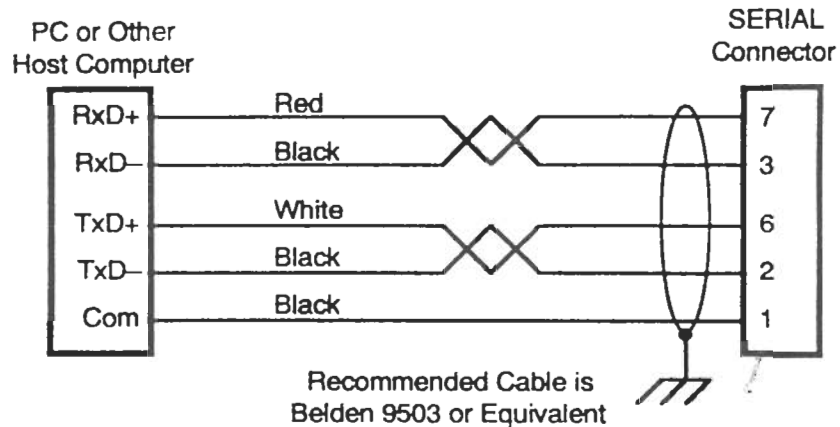 PC or Other
Host Computer
SERIAL
Connector
RxD+
Red
7
RxD–
Black
3
TxD+
White
6
TxD–
Black
2
Com
Black
1
Recommended Cable is
Belden 9503 or Equivalent